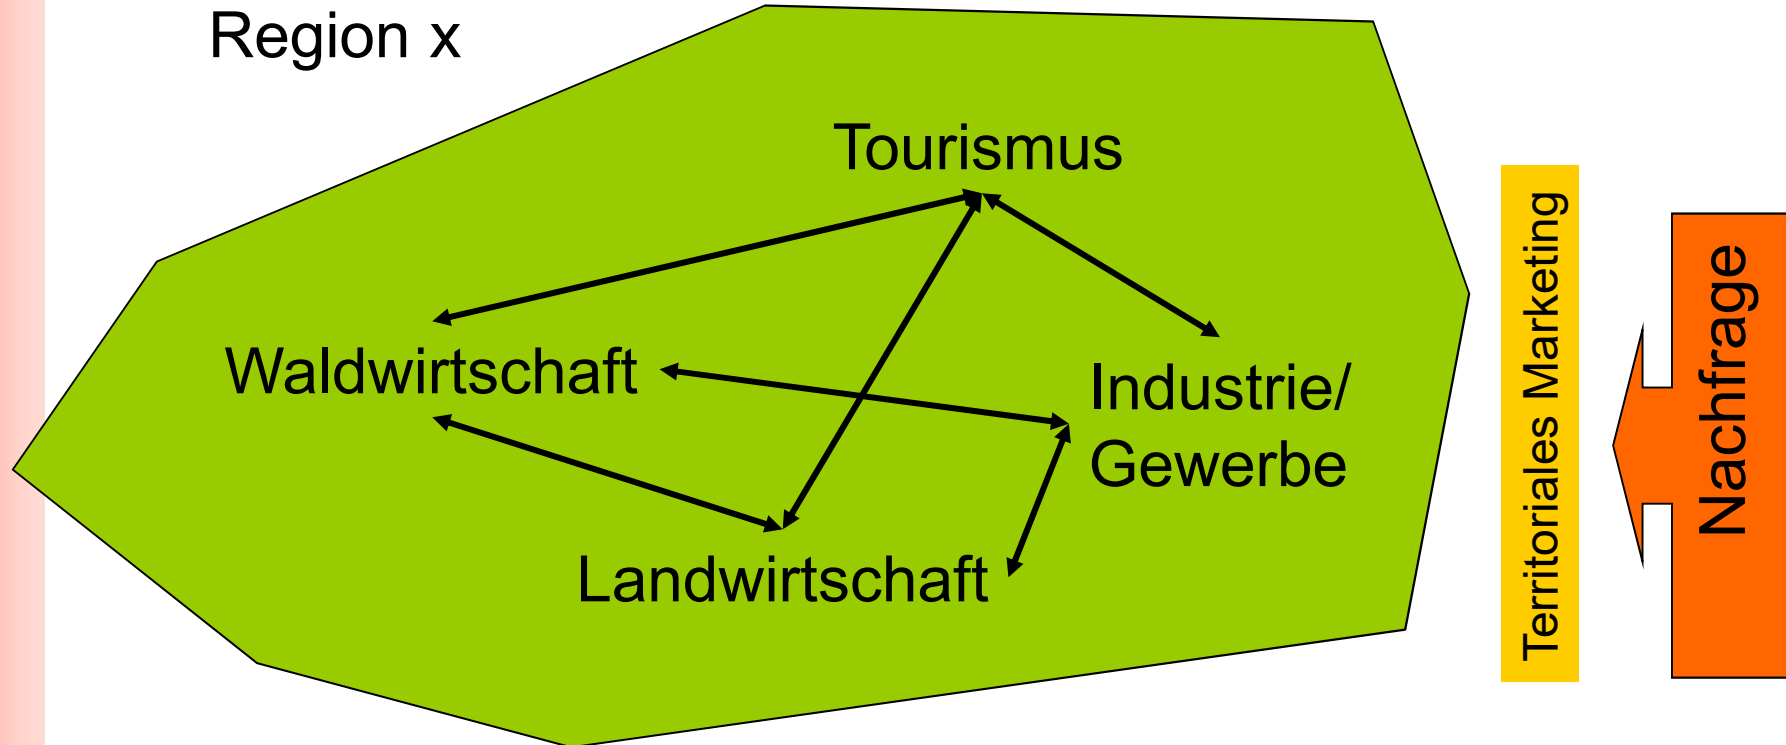 Region x
Tourismus
Waldwirtschaft
Industrie/
Gewerbe
Landwirtschaft
Territoriales Marketing
Nachfrage